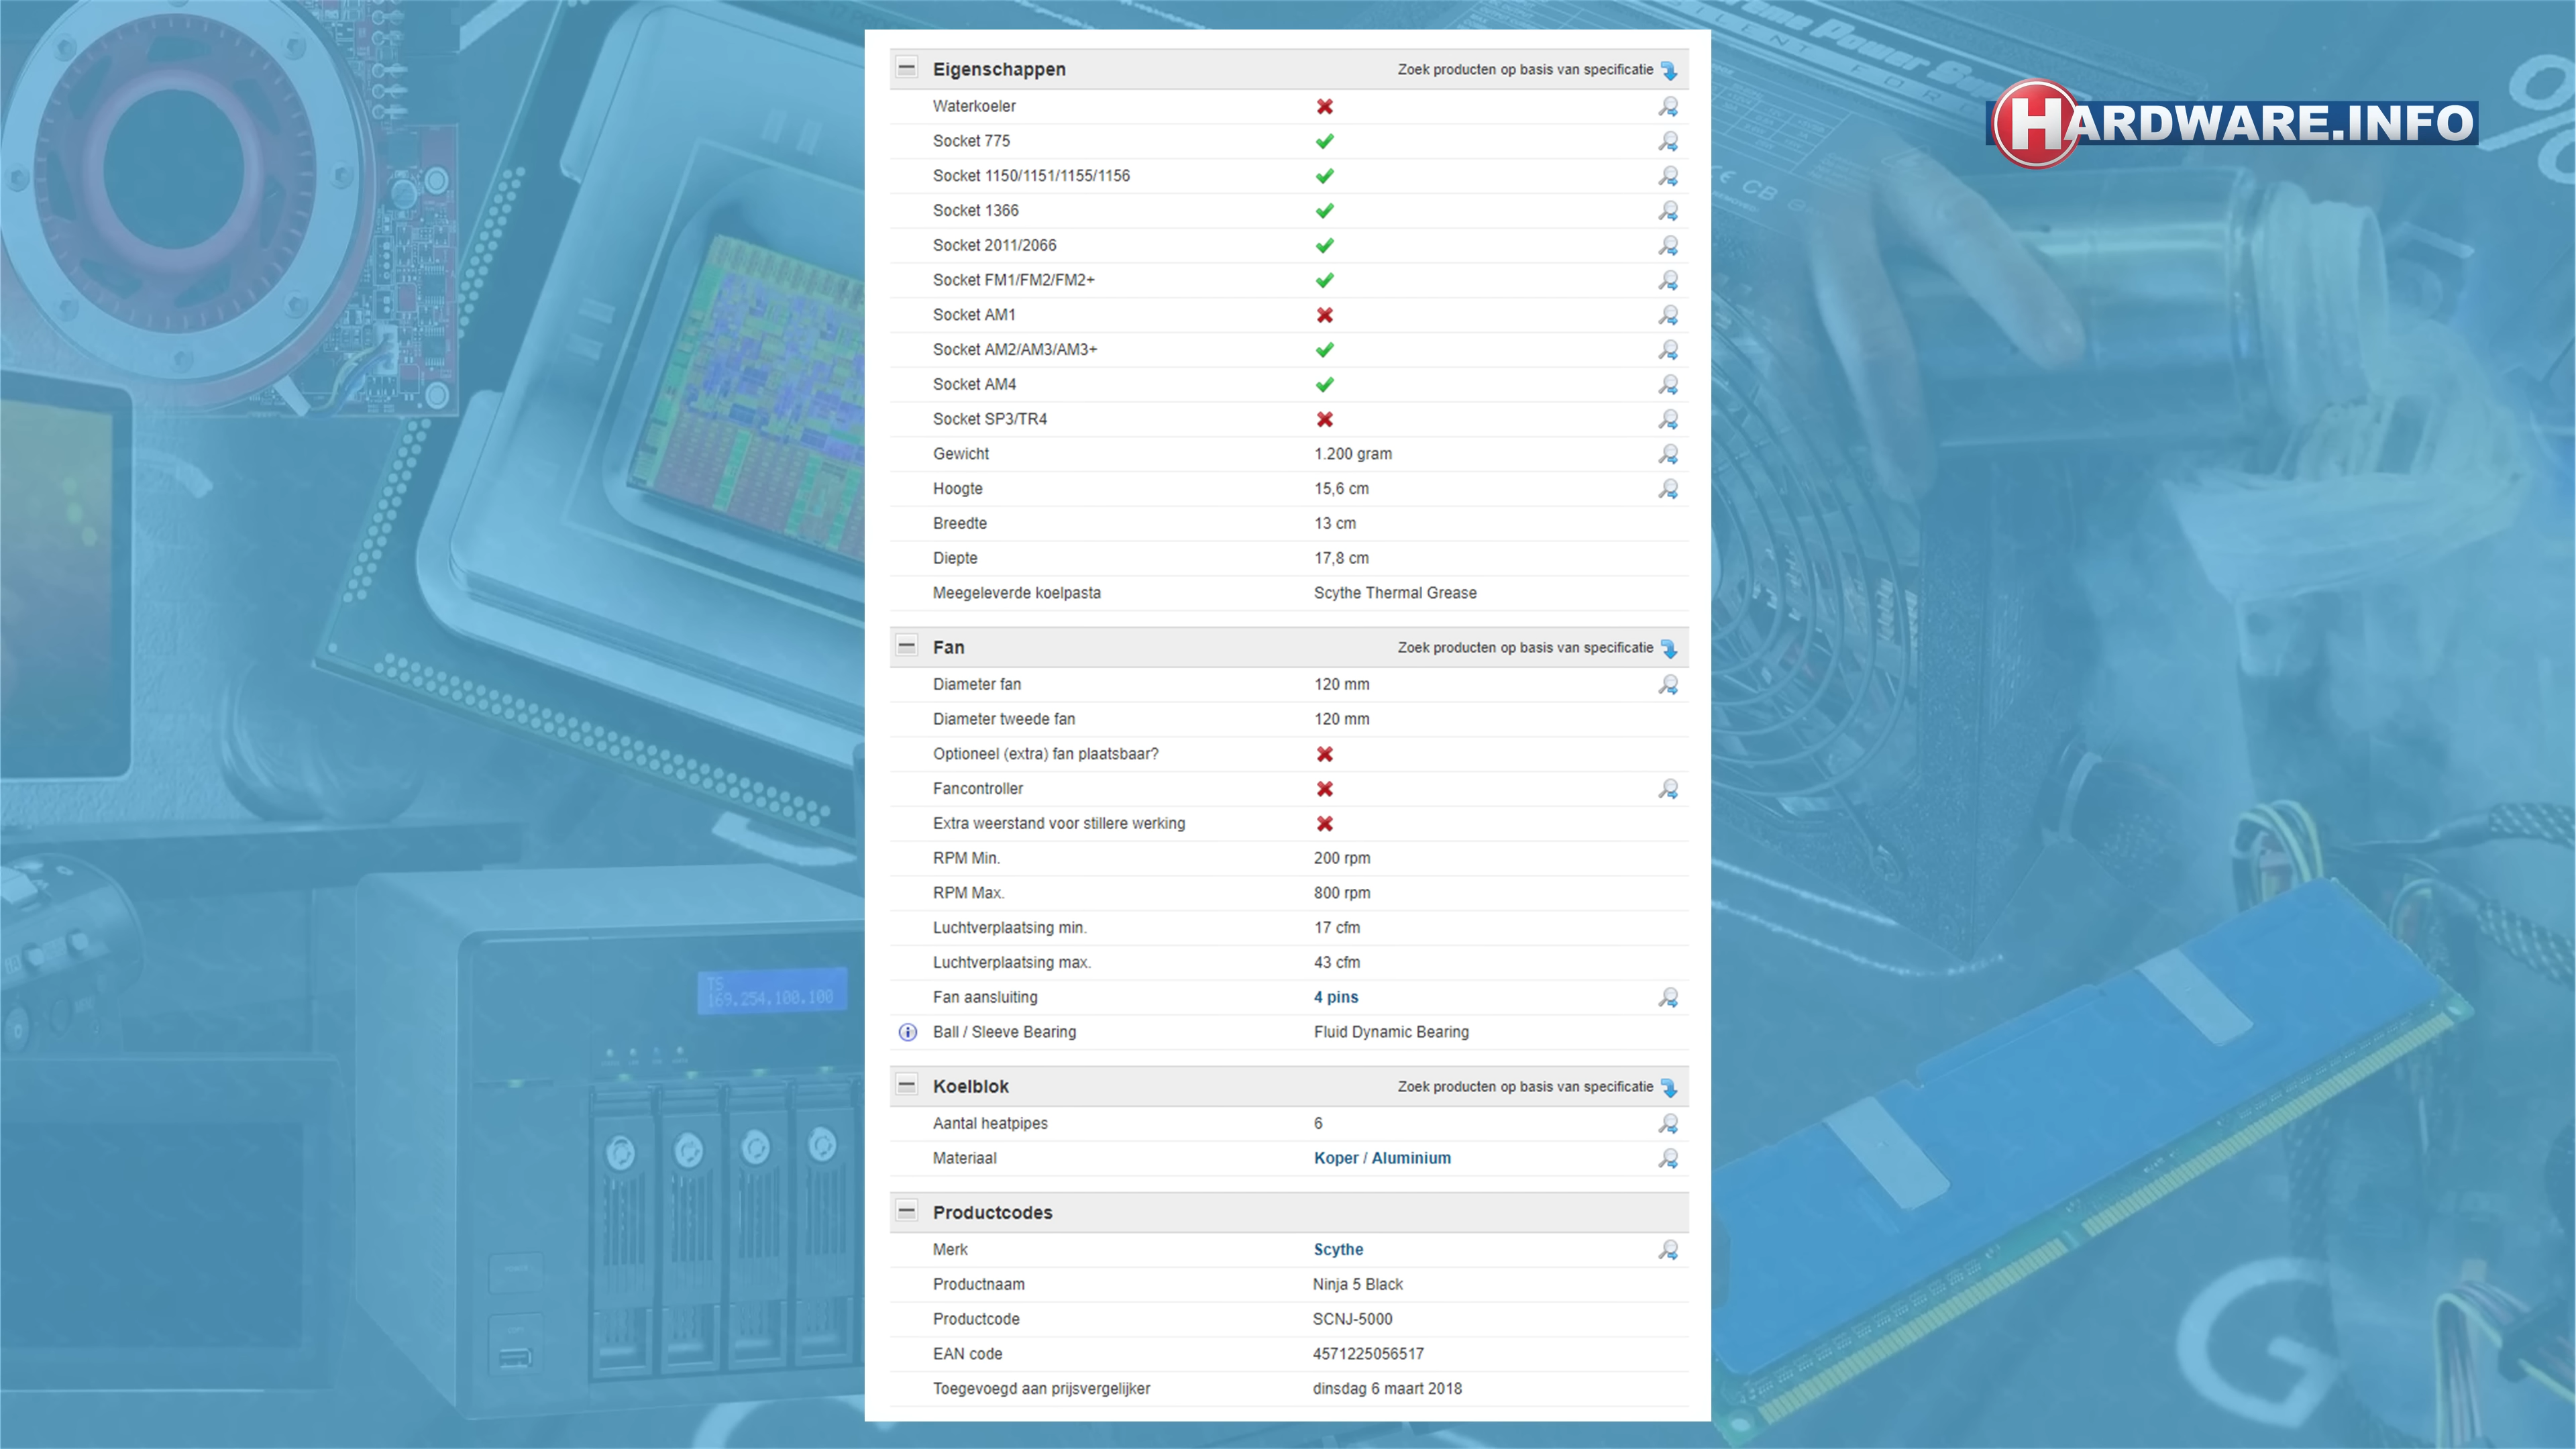 HARDWARE.INFO
Eigenschappen Zoek producten op basis van specificatie
Waterkoeler
Socket 775
Socket 1150/1151/1155/1156
Socket 1366
Socket 2011/2066
Socket FM1/FM2/FM2+
Socket AM1
Socket AM2/AM3/AM3+
Socket AM4
Socket SP3/TR4
Gewicht 1.200 gram
Hoogte 15,6 cm
Breedte 13 cm
Diepte 17,8 cm
Meegeleverde koelpasta Scythe Thermal Grease
Fan Zoek producten op basis van specificatie
Diameter fan 120 mm
Diameter tweede fan 120 mm
Optioneel (extra) fan plaatsbaar?
Fancontroller
Extra weerstand voor stillere werking
RPM Min. 200 rpm
RPM Max. 800 rpm
Luchtverplaatsing min. 17 cfm
Luchtverplaatsing max. 43 cfm
Fan aansluiting 4 pins
Ball / Sleeve Bearing Fluid Dynamic Bearing
Koelblok Zoek producten op basis van specificatie
Aantal heatpipes 6
Materiaal Koper / Aluminium
Productcodes
Merk Scythe
Productnaam Ninja 5 Black
Productcode SCNJ-5000
EAN code 4571225056517
Toegevoegd aan prijsvergelijker dinsdag 6 maart 2018
TS
169.254.100.100